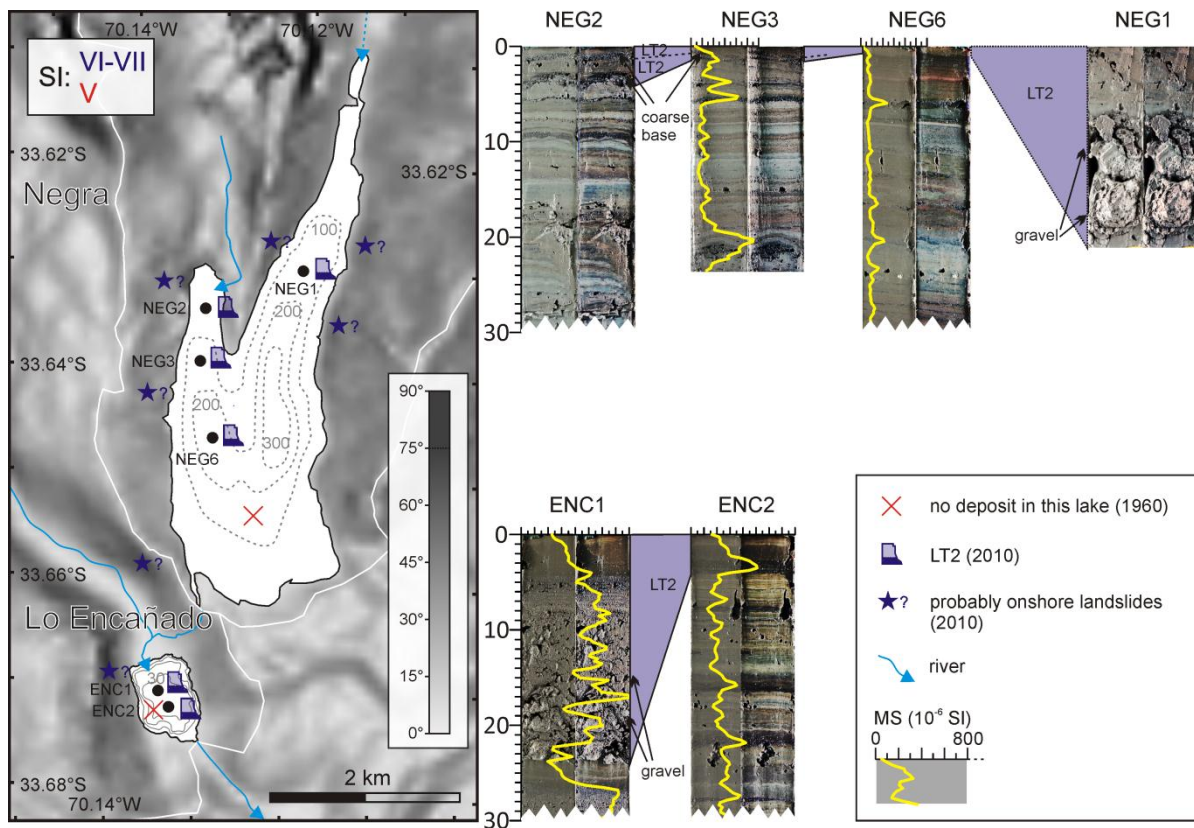 70.14°W
70.12°W
SI: VI-VII
V
33.62°S
33.62°S
Negra
100
NEG1
NEG2
200
NEG3
33.64°S
33.64°S
200
300
NEG6
90°
75°
60°
45°
30°
15°
0°
33.66°S
?
?
?
?
?
?
?
Lo Encañado
30
ENC1
ENC2
33.68°S
70.14°W
2 km
NEG2
NEG3
NEG6
NEG1
0
10
20
30
LT2
LT2
coarse
base
LT2
gravel
ENC1
ENC2
0
10
20
30
LT2
gravel
no deposit in this lake (1960)
LT2 (2010)
? probably onshore landslides
(2010)
river
MS (10⁻⁶ SI)
0 800